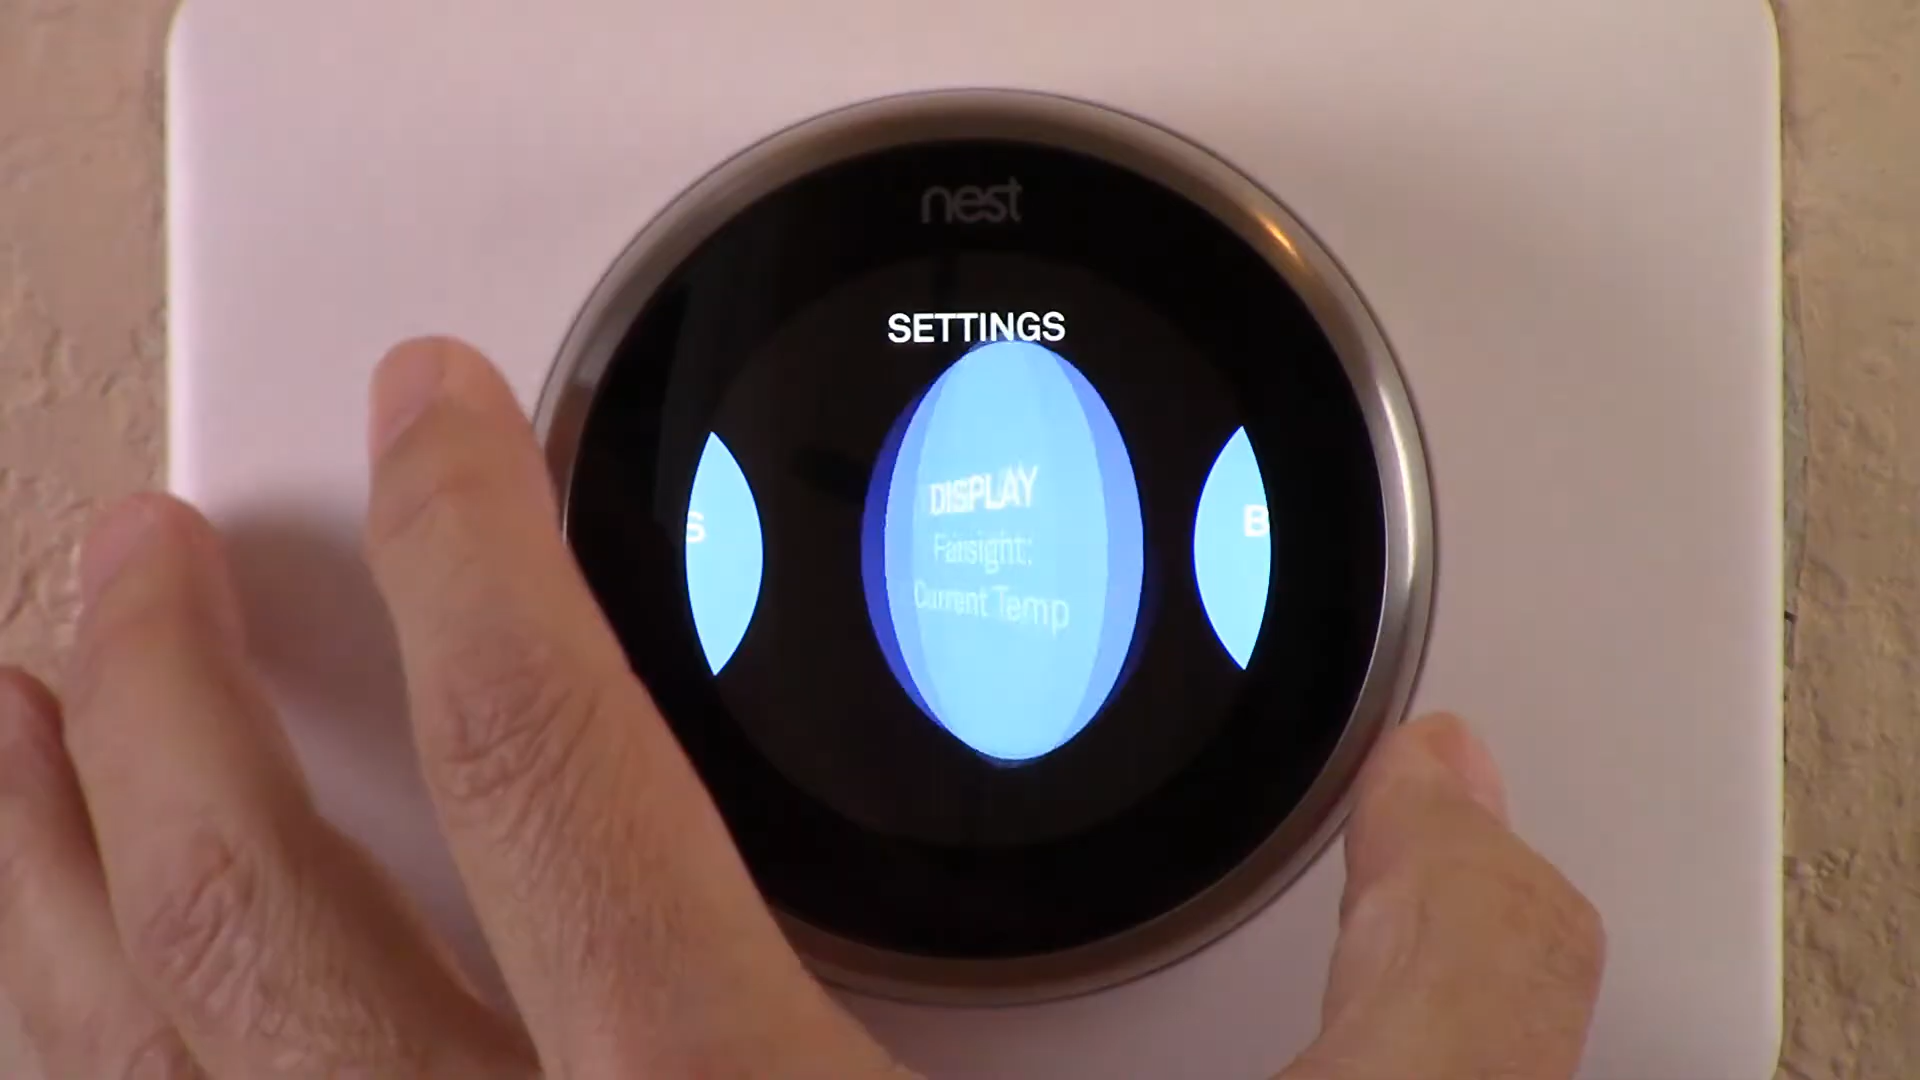 nest
SETTINGS
S
DISPLAY
B
Farsight:
Current Temp